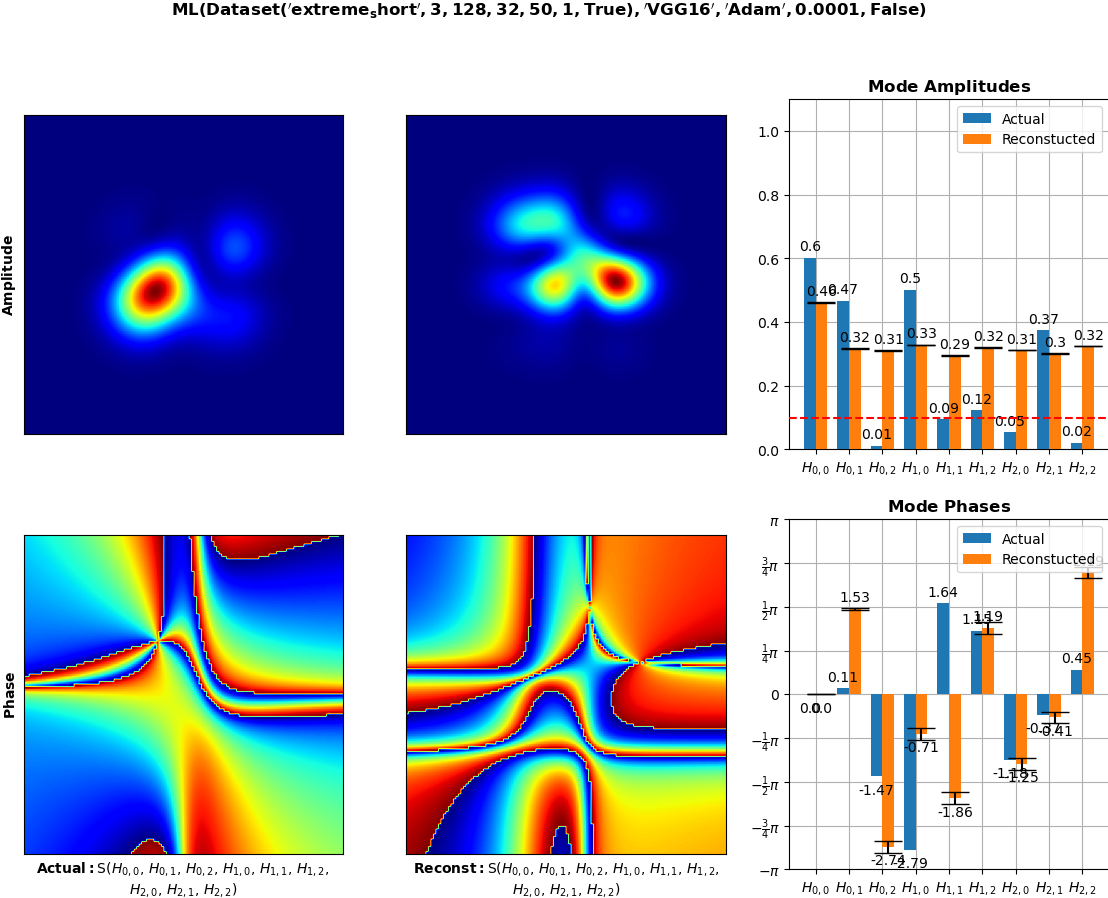 ML(Dataset('extreme_short', 3, 128, 32, 50, 1, True), 'VGG16', 'Adam', 0.0001, False)
Amplitude
Mode Amplitudes
Actual
Reconstucted
1.0
0.8
0.6
0.4
0.2
0.0
0.6
0.46
0.47
0.32
0.01
0.31
0.5
0.33
0.09
0.29
0.12
0.32
0.05
0.31
0.37
0.3
0.02
0.32
H0,0 H0,1 H0,2 H1,0 H1,1 H1,2 H2,0 H2,1 H2,2
Phase
Actual: S(H0,0, H0,1, H0,2, H1,0, H1,1, H1,2,
H2,0, H2,1, H2,2)
Reconst: S(H0,0, H0,1, H0,2, H1,0, H1,1, H1,2,
H2,0, H2,1, H2,2)
Mode Phases
Actual
Reconstucted
π
3/4π
1/2π
1/4π
0
−1/4π
−1/2π
−3/4π
−π
0.0
0.0
0.11
1.53
-1.47
-2.74
-2.79
-0.71
1.64
-1.86
1.19
-1.25
-0.41
0.45
H0,0 H0,1 H0,2 H1,0 H1,1 H1,2 H2,0 H2,1 H2,2